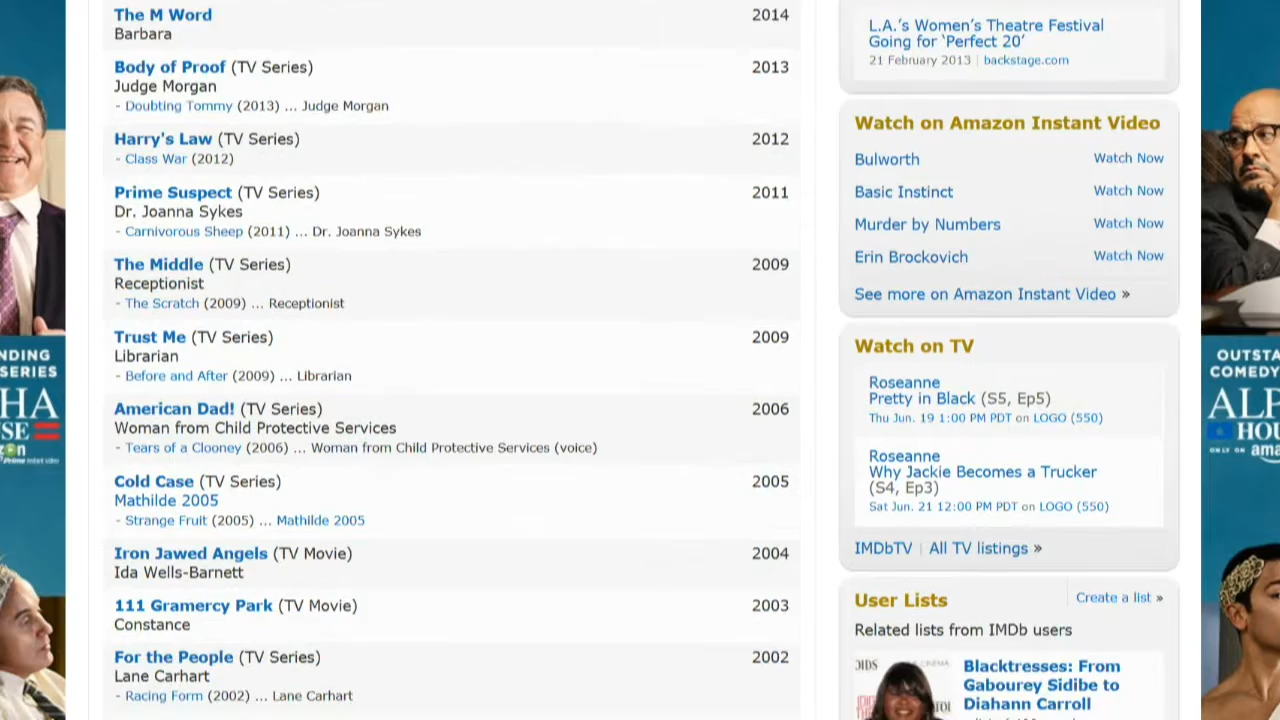 The M Word 2014
Barbara
Body of Proof (TV Series) 2013
Judge Morgan
- Doubting Tommy (2013) ... Judge Morgan
Harry's Law (TV Series) 2012
- Class War (2012)
Prime Suspect (TV Series) 2011
Dr. Joanna Sykes
- Carnivorous Sheep (2011) ... Dr. Joanna Sykes
The Middle (TV Series) 2009
Receptionist
- The Scratch (2009) ... Receptionist
Trust Me (TV Series) 2009
Librarian
- Before and After (2009) ... Librarian
American Dad! (TV Series) 2006
Woman from Child Protective Services
- Tears of a Clooney (2006) ... Woman from Child Protective Services (voice)
Cold Case (TV Series) 2005
Mathilde 2005
- Strange Fruit (2005) ... Mathilde 2005
Iron Jawed Angels (TV Movie) 2004
Ida Wells-Barnett
111 Gramercy Park (TV Movie) 2003
Constance
For the People (TV Series) 2002
Lane Carhart
- Racing Form (2002) ... Lane Carhart
L.A.'s Women's Theatre Festival
Going for 'Perfect 20'
21 February 2013 | backstage.com
Watch on Amazon Instant Video
Bulworth Watch Now
Basic Instinct Watch Now
Murder by Numbers Watch Now
Erin Brockovich Watch Now
See more on Amazon Instant Video »
Watch on TV
Roseanne
Pretty in Black (S5, Ep5)
Thu Jun. 19 1:00 PM PDT on LOGO (550)
Roseanne
Why Jackie Becomes a Trucker
(S4, Ep3)
Sat Jun. 21 12:00 PM PDT on LOGO (550)
IMDbTV | All TV listings »
User Lists Create a list »
Related lists from IMDb users
Blacktresses: From
Gabourey Sidibe to
Diahann Carroll
NDING
SERIES
HA
SE
OUTSTA
COMEDY
ALP
HOU
ONLY ON ama